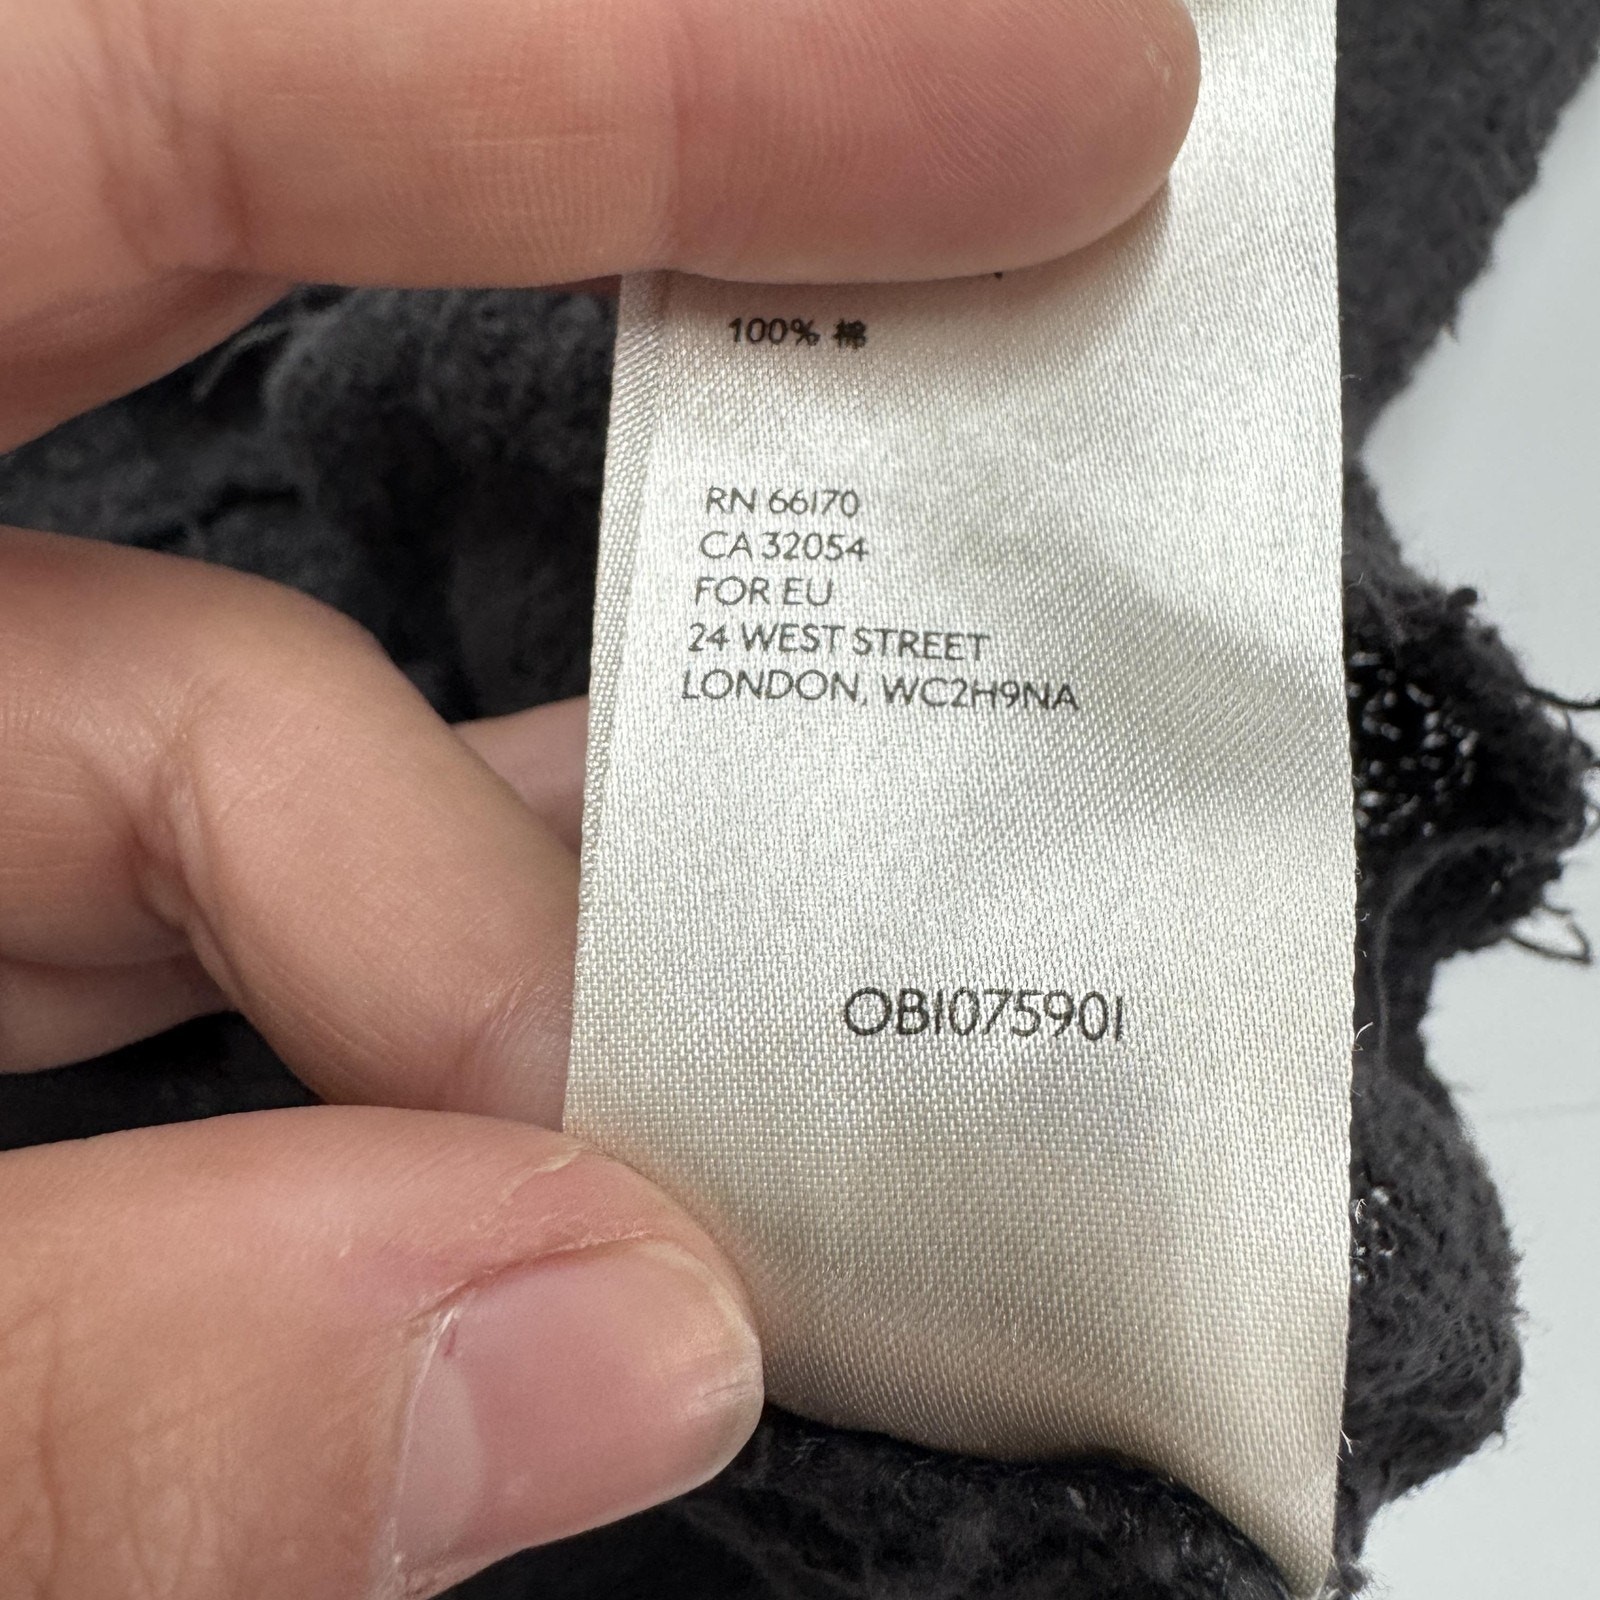 100% 棉
RN 66170
CA 32054
FOR EU
24 WEST STREET
LONDON, WC2H9NA
OB1075901